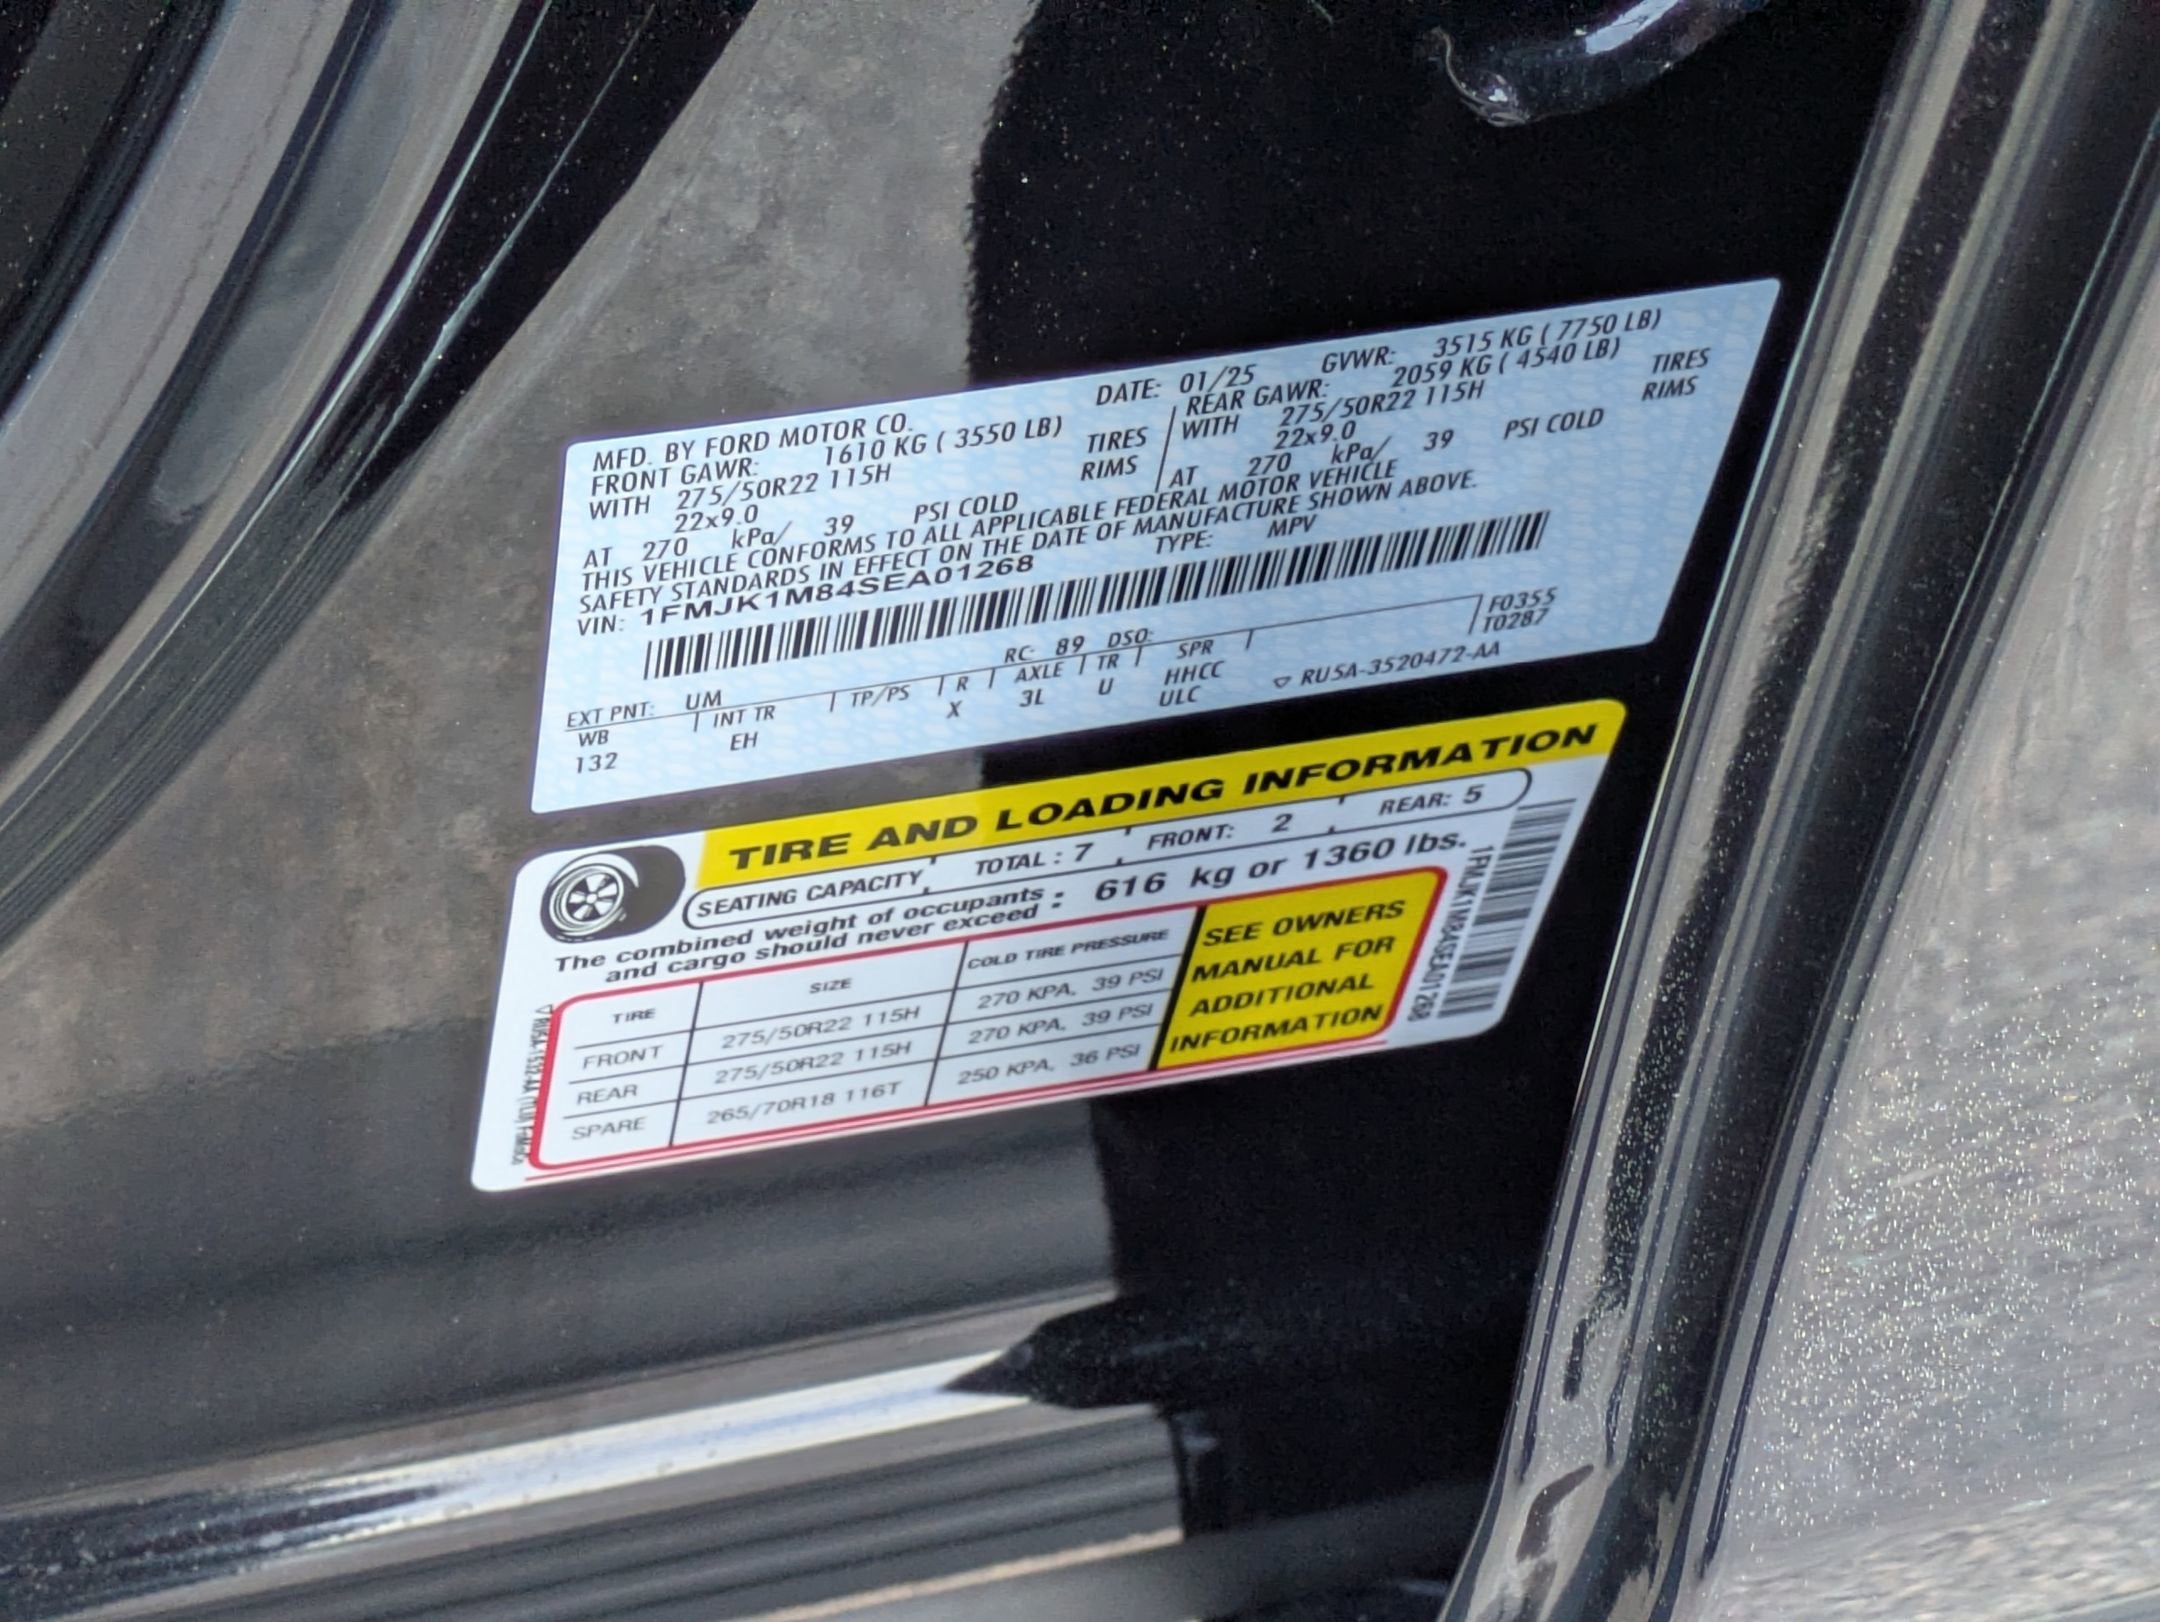 MFD. BY FORD MOTOR CO.
DATE: 01/25 GVWR: 3515 KG ( 7750 LB)
FRONT GAWR: 1610 KG ( 3550 LB)
WITH 275/50R22 115H TIRES
22x9.0 RIMS
AT 270 kPa/ 39 PSI COLD
REAR GAWR: 2059 KG ( 4540 LB)
WITH 275/50R22 115H TIRES
22x9.0 RIMS
AT 270 kPa/ 39 PSI COLD
THIS VEHICLE CONFORMS TO ALL APPLICABLE FEDERAL MOTOR VEHICLE
SAFETY STANDARDS IN EFFECT ON THE DATE OF MANUFACTURE SHOWN ABOVE.
VIN: 1FMJK1M84SEA01268 TYPE: MPV
F0355
T0287
EXT PNT: UM RC: 89 DSO:
WB INT TR TP/PS R AXLE TR SPR
132 EH X 3L U HHCC
ULC
RU5A-3520472-AA
TIRE AND LOADING INFORMATION
SEATING CAPACITY TOTAL : 7 FRONT: 2 REAR: 5
The combined weight of occupants
and cargo should never exceed : 616 kg or 1360 lbs.
TIRE SIZE COLD TIRE PRESSURE
FRONT 275/50R22 115H 270 KPA, 39 PSI
REAR 275/50R22 115H 270 KPA, 39 PSI
SPARE 265/70R18 116T 250 KPA, 36 PSI
SEE OWNERS
MANUAL FOR
ADDITIONAL
INFORMATION
1FMJK1M84SEA01268